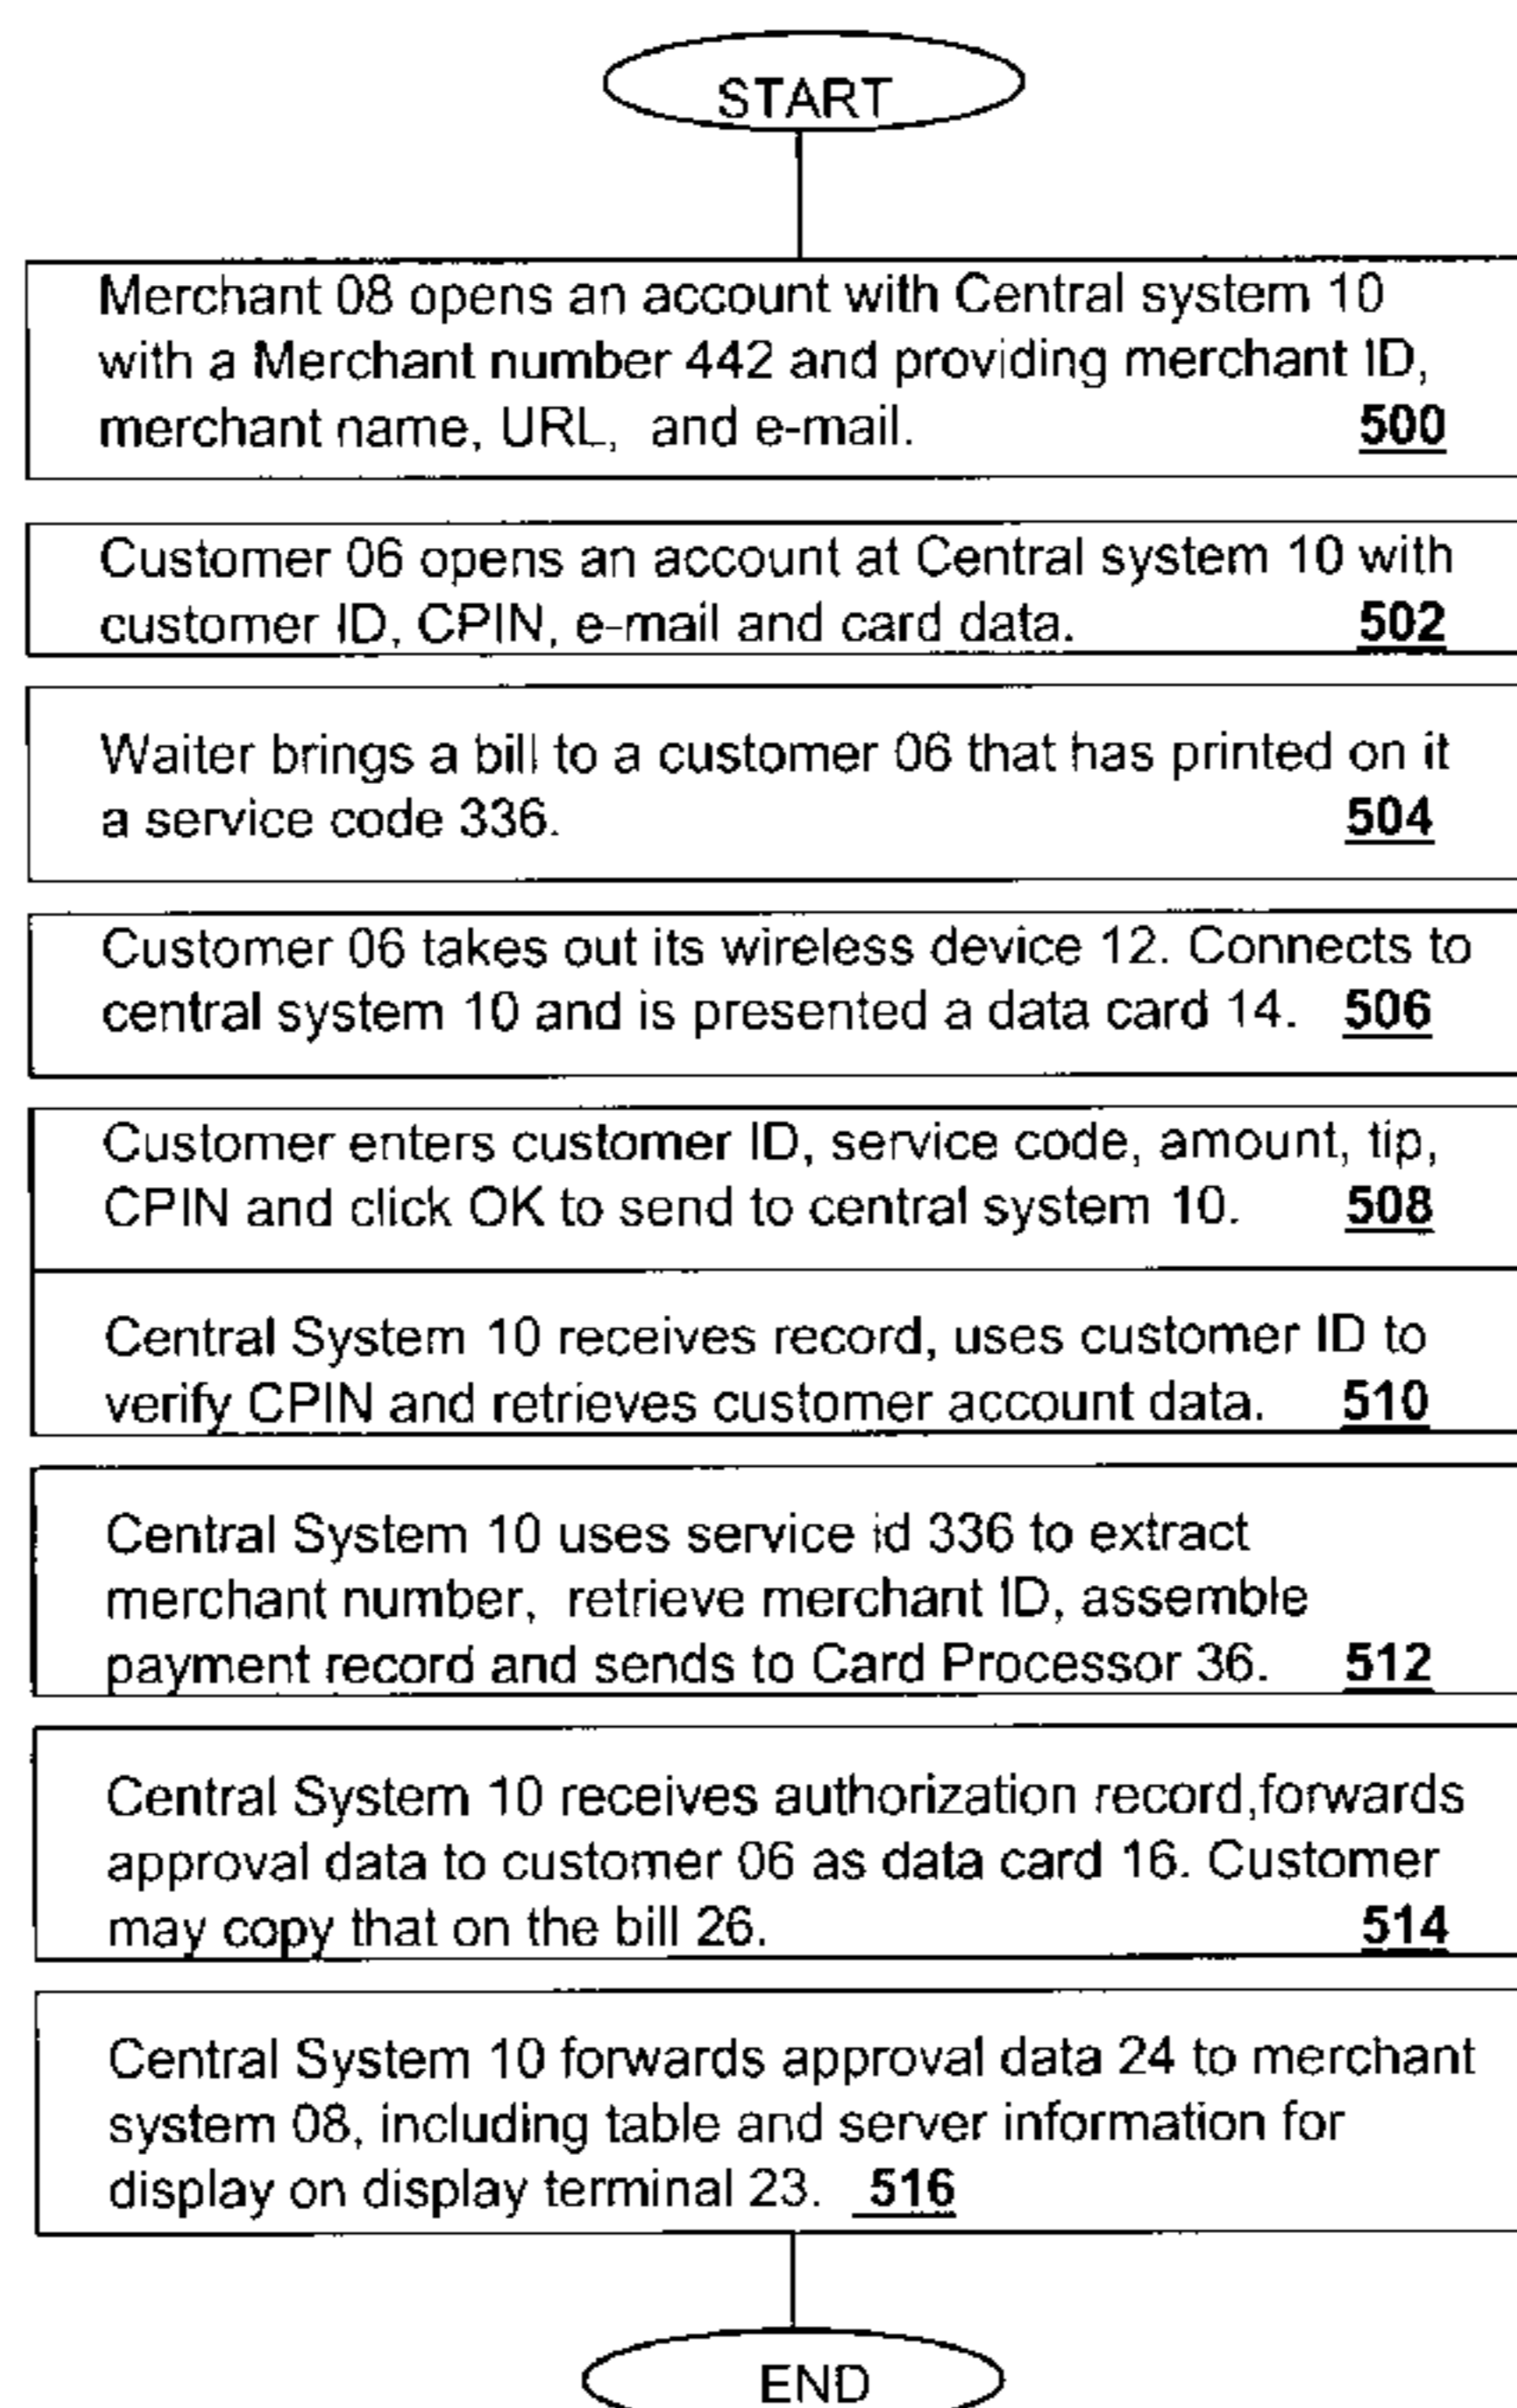 START
Merchant 08 opens an account with Central system 10
with a Merchant number 442 and providing merchant ID,
merchant name, URL, and e-mail. 500
Customer 06 opens an account at Central system 10 with
customer ID, CPIN, e-mail and card data. 502
Waiter brings a bill to a customer 06 that has printed on it
a service code 336. 504
Customer 06 takes out its wireless device 12. Connects to
central system 10 and is presented a data card 14. 506
Customer enters customer ID, service code, amount, tip,
CPIN and click OK to send to central system 10. 508
Central System 10 receives record, uses customer ID to
verify CPIN and retrieves customer account data. 510
Central System 10 uses service id 336 to extract
merchant number, retrieve merchant ID, assemble
payment record and sends to Card Processor 36. 512
Central System 10 receives authorization record,forwards
approval data to customer 06 as data card 16. Customer
may copy that on the bill 26. 514
Central System 10 forwards approval data 24 to merchant
system 08, including table and server information for
display on display terminal 23. 516
END